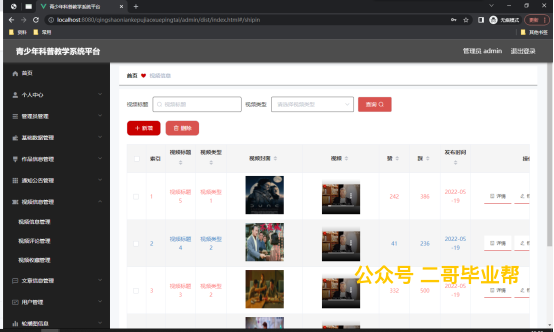 青少年科普教学系统平台
localhost:8080/qingshaoniankepujiaoxuepingtai/admin/dist/index.html#/shipin
无痕模式
更新
资料
常用
其他书签
青少年科普教学系统平台
管理员 admin
退出登录
首页
个人中心
管理员管理
基础数据管理
作品信息管理
通知公告管理
视频信息管理
视频信息管理
视频评论管理
视频收藏管理
文章信息管理
用户管理
轮播图信息
首页
视频信息
视频标题
视频标题
视频类型
请选择视频类型
查询
+ 新增
删除
索引 视频标题 视频类型 视频封面 视频 赞 踩 发布时间
1 视频标题5 视频类型1 242 386 2022-05-19 详情
2 视频标题4 视频类型2 41 236 2022-05-19 详情
3 视频标题3 视频类型2 332 500 2022-05-19 详情
公众号 二哥毕业帮